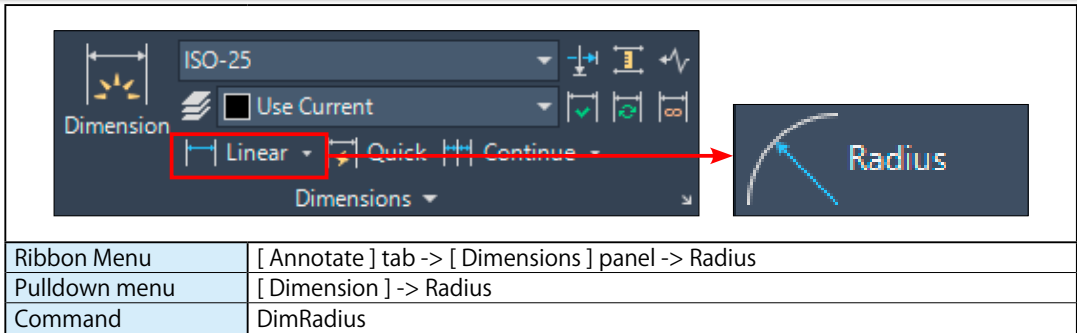 ISO-25
Use Current
Dimension
Linear Quick Continue
Dimensions
Radius
Ribbon Menu [ Annotate ] tab -> [ Dimensions ] panel -> Radius
Pulldown menu [ Dimension ] -> Radius
Command DimRadius